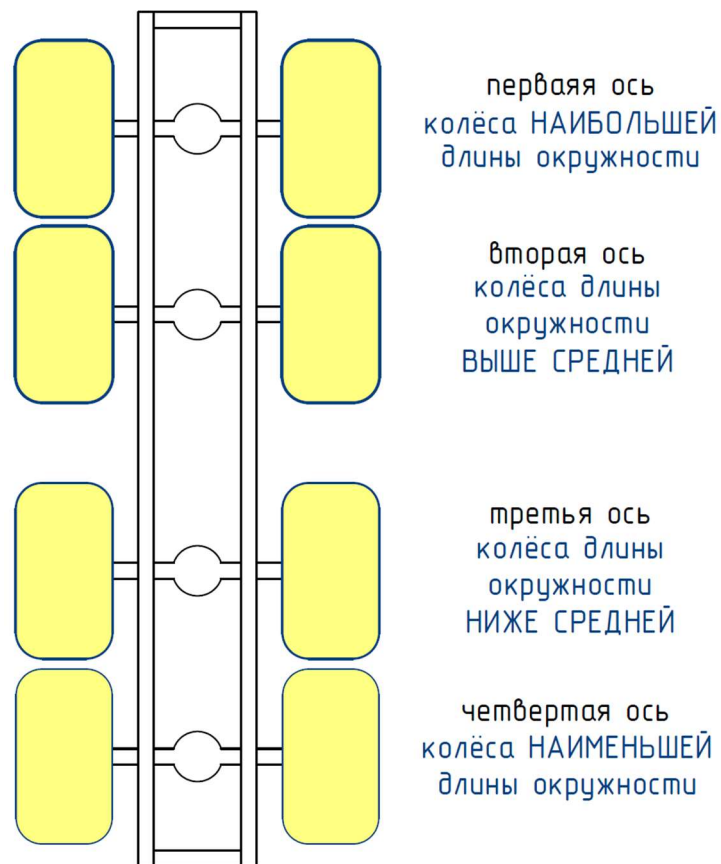 перваяя ось
колёса НАИБОЛЬШЕЙ
длины окружности
вторая ось
колёса длины
окружности
ВЫШЕ СРЕДНЕЙ
третья ось
колёса длины
окружности
НИЖЕ СРЕДНЕЙ
четвертая ось
колёса НАИМЕНЬШЕЙ
длины окружности